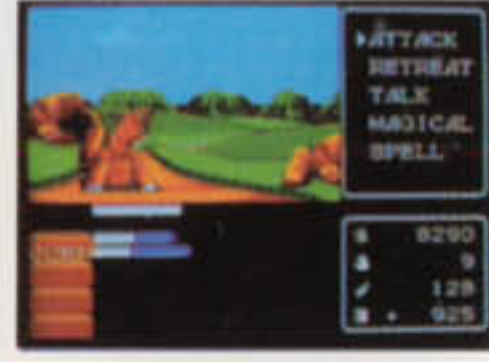 ATTACK
RETREAT
TALK
MAGICAL
SPELL
8290
9
128
925